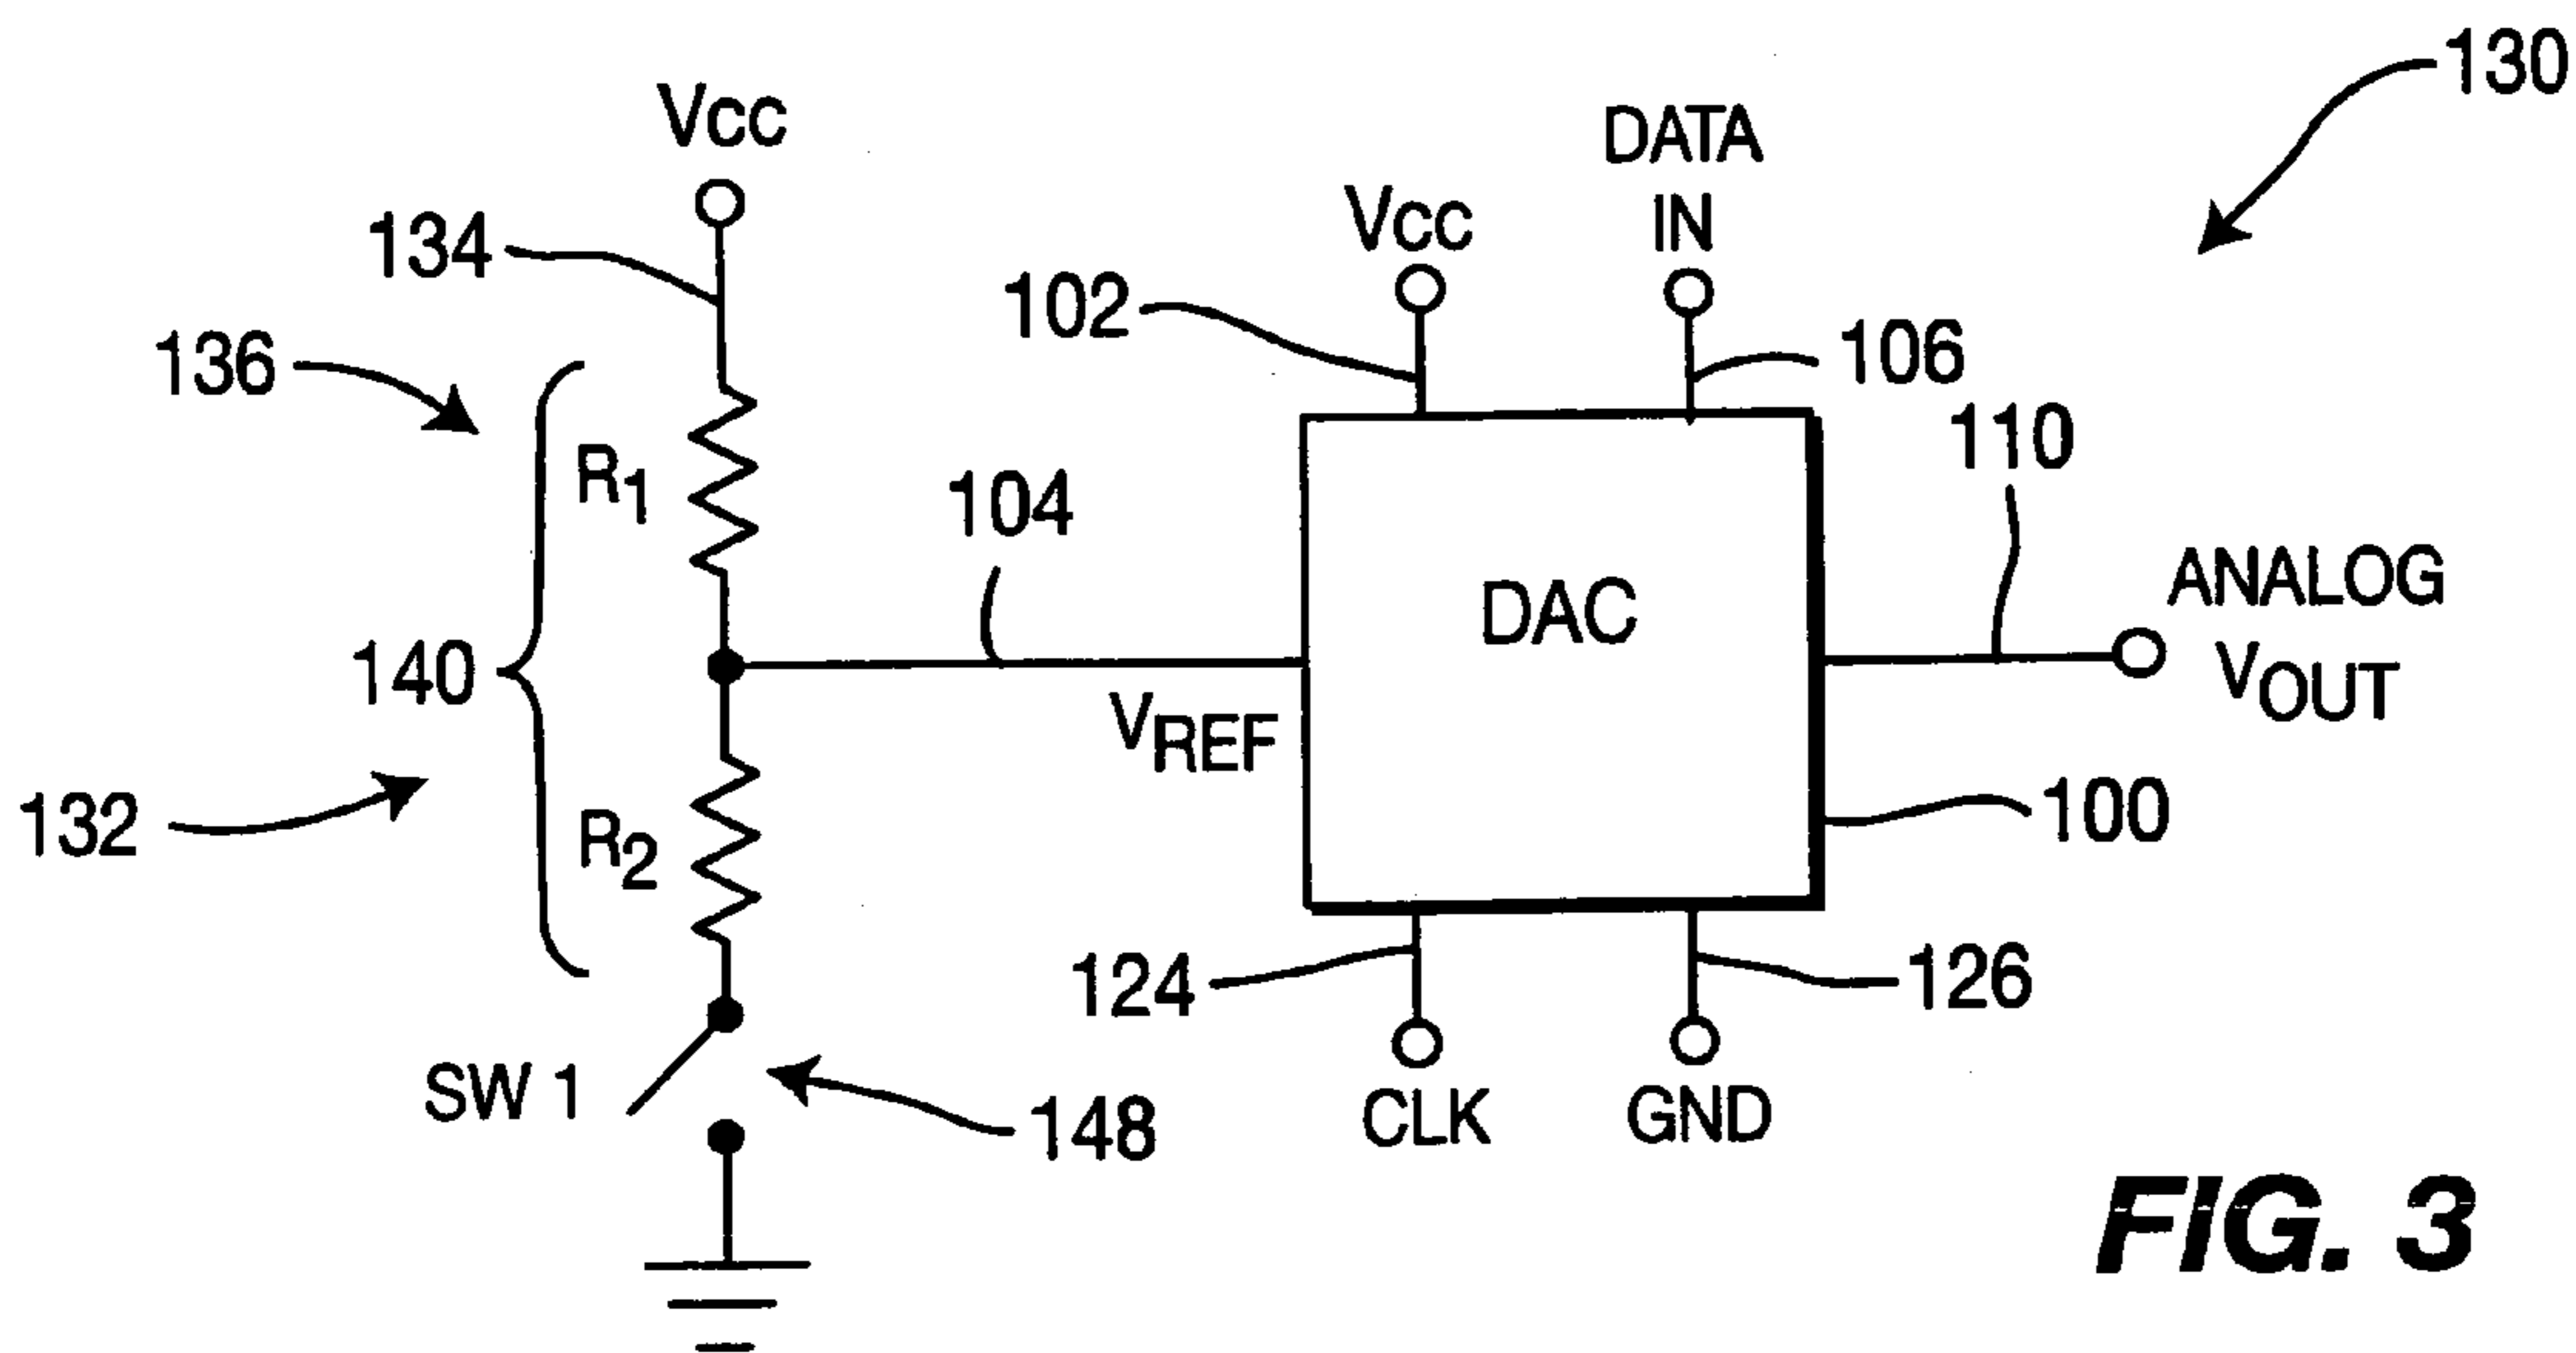 130
VCC
DATA
IN
VCC
134
102
106
136
110
R1
104
DAC
ANALOG
VOUT
140
VREF
132
R2
100
124
126
SW 1
148
CLK
GND
FIG. 3